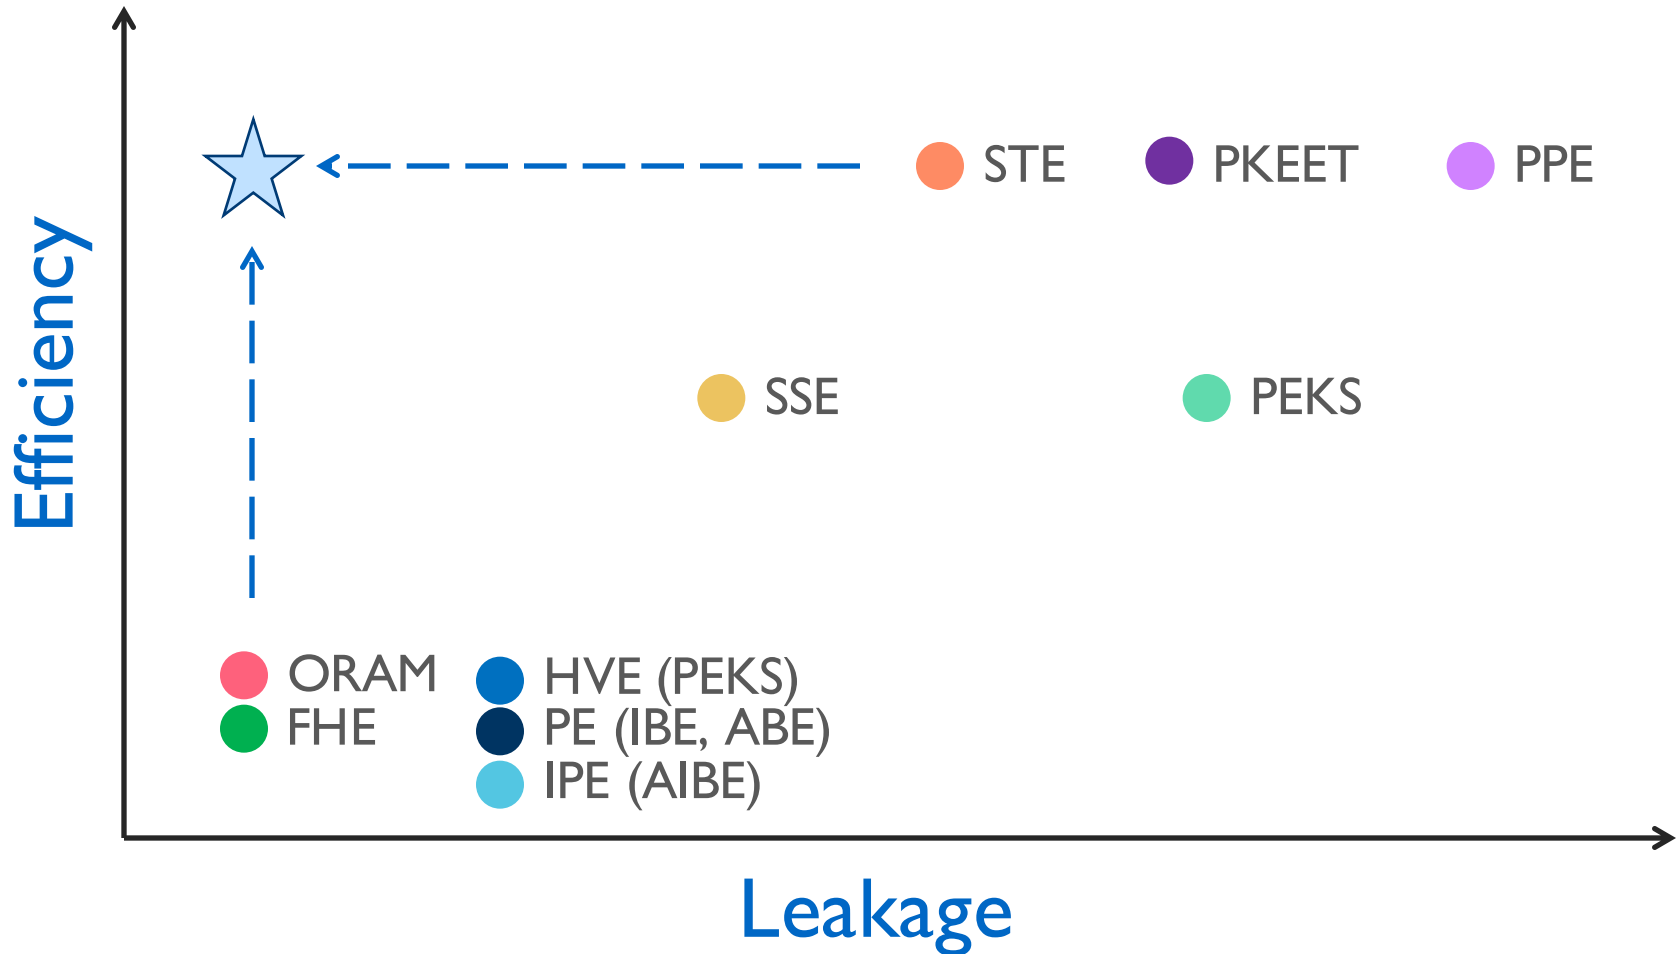 Efficiency
STE
PKEET
PPE
SSE
PEKS
ORAM
FHE
HVE (PEKS)
PE (IBE, ABE)
IPE (AIBE)
Leakage